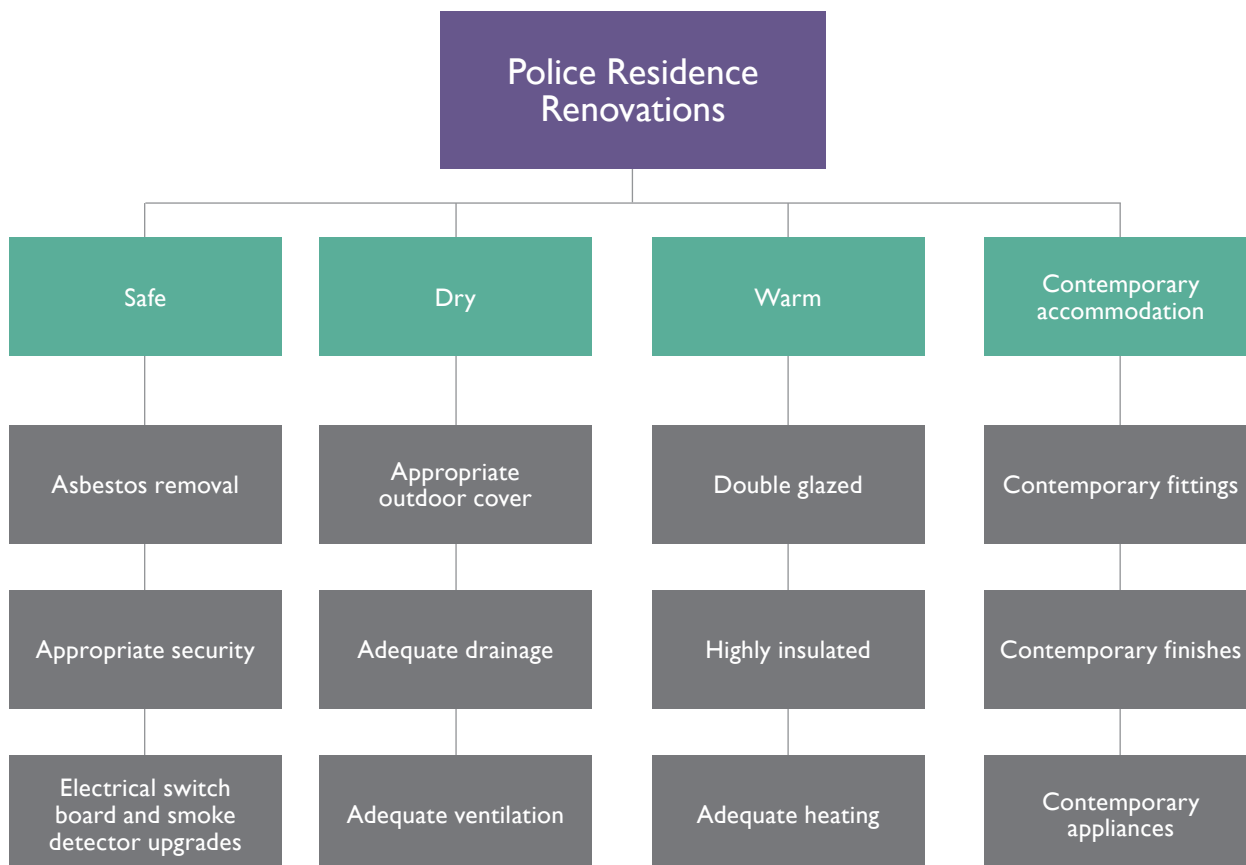 Police Residence
Renovations
Safe
Dry
Warm
Contemporary
accommodation
Asbestos removal
Appropriate
outdoor cover
Double glazed
Contemporary fittings
Appropriate security
Adequate drainage
Highly insulated
Contemporary finishes
Electrical switch
board and smoke
detector upgrades
Adequate ventilation
Adequate heating
Contemporary
appliances